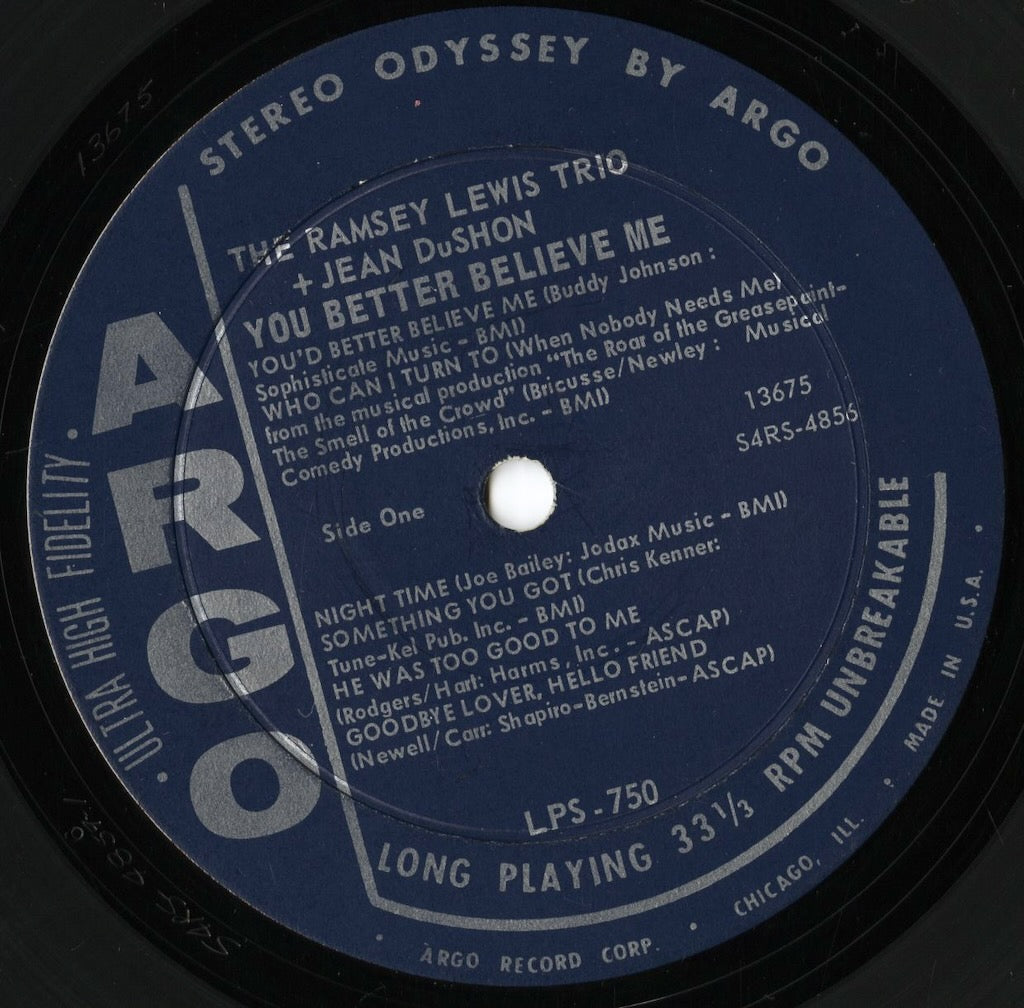 STEREO ODYSSEY BY ARGO
THE RAMSEY LEWIS TRIO
+ JEAN DuSHON
YOU BETTER BELIEVE ME
YOU'D BETTER BELIEVE ME (Buddy Johnson:
Sophisticate Music - BMI)
WHO CAN I TURN TO (When Nobody Needs Me)
from the musical production "The Roar of the Greasepaint-
The Smell of the Crowd" (Bricusse/Newley: Musical
Comedy Productions, Inc. - BMI)
13675
S4RS-4856
Side One
NIGHT TIME (Joe Bailey: Jodax Music - BMI)
SOMETHING YOU GOT (Chris Kenner:
Tune-Kel Pub. Inc. - BMI)
HE WAS TOO GOOD TO ME
(Rodgers/Hart: Harms, Inc. - ASCAP)
GOODBYE LOVER, HELLO FRIEND
(Newell/Carr: Shapiro-Bernstein-ASCAP)
LPS-750
ARGO
• ULTRA HIGH FIDELITY •
LONG PLAYING 33 1/3 RPM UNBREAKABLE
• ARGO RECORD CORP. • CHICAGO, ILL. • MADE IN U.S.A. •
13675